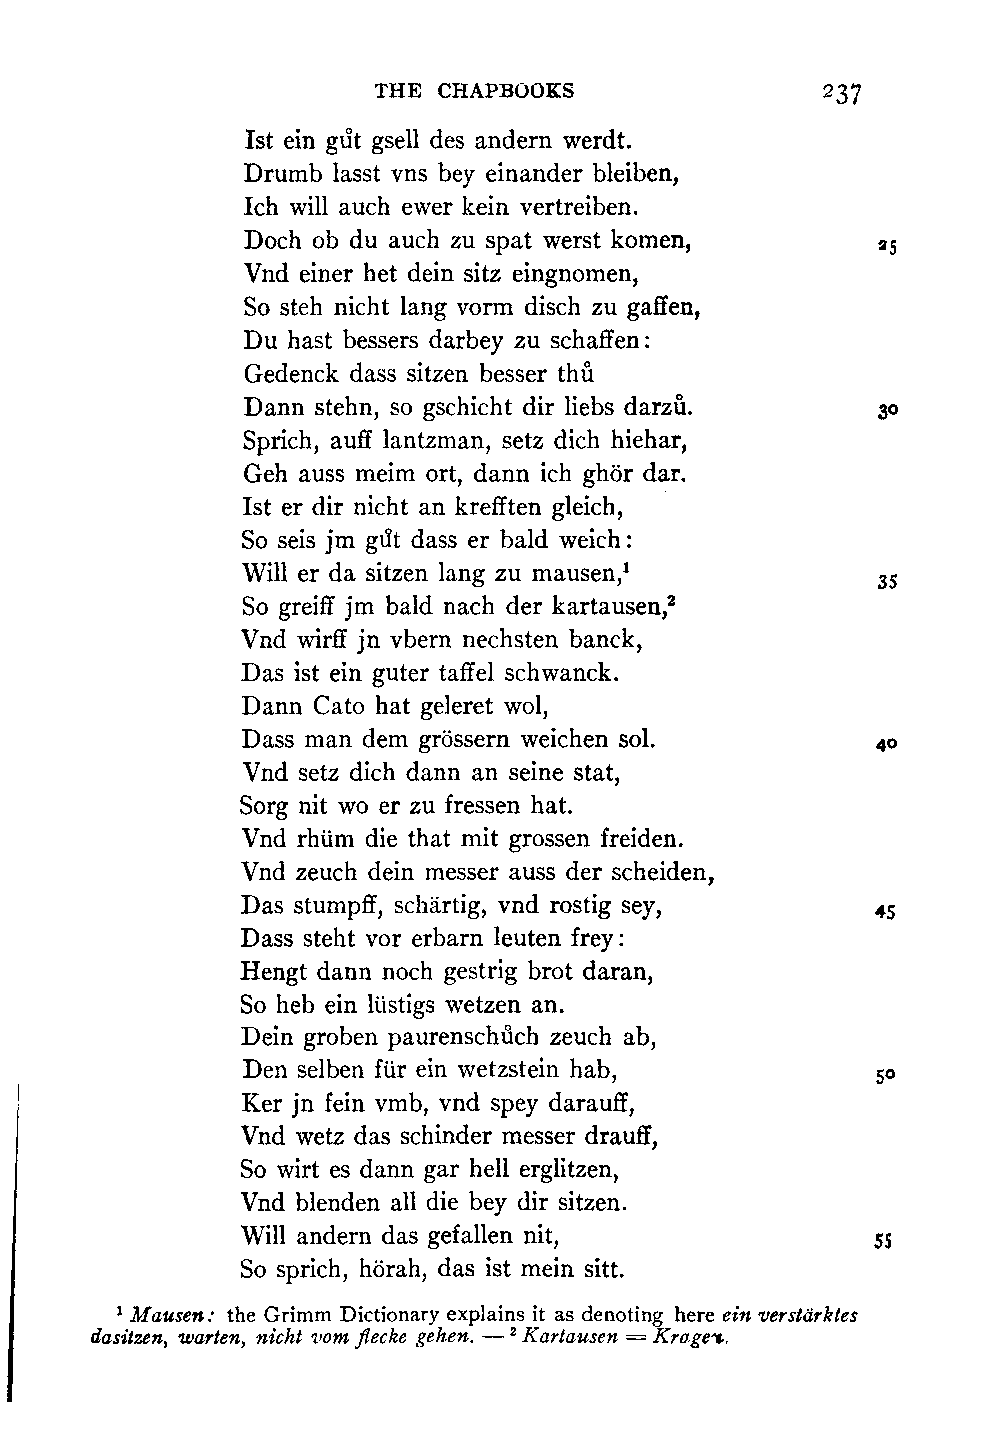 THE CHAPBOOKS 237
Ist ein gůt gsell des andern werdt.
Drumb lasst vns bey einander bleiben,
Ich will auch ewer kein vertreiben.
Doch ob du auch zu spat werst komen, 25
Vnd einer het dein sitz eingnomen,
So steh nicht lang vorm disch zu gaffen,
Du hast bessers darbey zu schaffen:
Gedenck dass sitzen besser thů
Dann stehn, so gschicht dir liebs darzů. 30
Sprich, auff lantzman, setz dich hiehar,
Geh auss meim ort, dann ich ghör dar.
Ist er dir nicht an krefften gleich,
So seis jm gůt dass er bald weich:
Will er da sitzen lang zu mausen,¹ 35
So greiff jm bald nach der kartausen,²
Vnd wirff jn vbern nechsten banck,
Das ist ein guter taffel schwanck.
Dann Cato hat geleret wol,
Dass man dem grössern weichen sol. 40
Vnd setz dich dann an seine stat,
Sorg nit wo er zu fressen hat.
Vnd rhüm die that mit grossen freiden.
Vnd zeuch dein messer auss der scheiden,
Das stumpff, schärtig, vnd rostig sey, 45
Dass steht vor erbarn leuten frey:
Hengt dann noch gestrig brot daran,
So heb ein lüstigs wetzen an.
Dein groben paurenschůch zeuch ab,
Den selben für ein wetzstein hab, 50
Ker jn fein vmb, vnd spey darauff,
Vnd wetz das schinder messer drauff,
So wirt es dann gar hell erglitzen,
Vnd blenden all die bey dir sitzen.
Will andern das gefallen nit, 55
So sprich, hörah, das ist mein sitt.
¹ Mausen: the Grimm Dictionary explains it as denoting here ein verstärktes
dasitzen, warten, nicht vom flecke gehen. — ² Kartausen = Kragen.